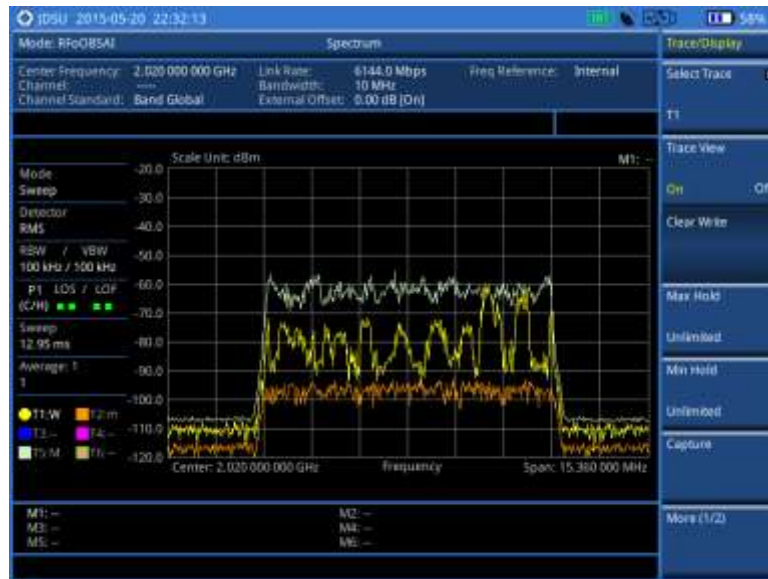 JDSU 2015-05-20 22:32:13
58%
Mode: RFoOBSAI
Spectrum
Trace/Display
Center Frequency: 2.020 000 000 GHz
Link Rate: 6144.0 Mbps
Freq Reference: Internal
Channel: ----
Bandwidth: 10 MHz
Channel Standard: Band Global
External Offset: 0.00 dB [On]
Select Trace
T1
Scale Unit: dBm
M1: --
Trace View
On
Of
Mode
Sweep
Detector
RMS
RBW / VBW
100 kHz / 100 kHz
P1 LOS / LOF
(C/H)
Sweep
12.95 ms
Average: 1
1
T1:W
T2:m
T3:--
T4:--
T5:M
T6:--
-20.0
-30.0
-40.0
-50.0
-60.0
-70.0
-80.0
-90.0
-100.0
-110.0
-120.0
Center: 2.020 000 000 GHz
Frequency
Span: 15.360 000 MHz
Clear Write
Max Hold
Unlimited
Min Hold
Unlimited
Capture
More (1/2)
M1: --
M2: --
M3: --
M4: --
M5: --
M6: --